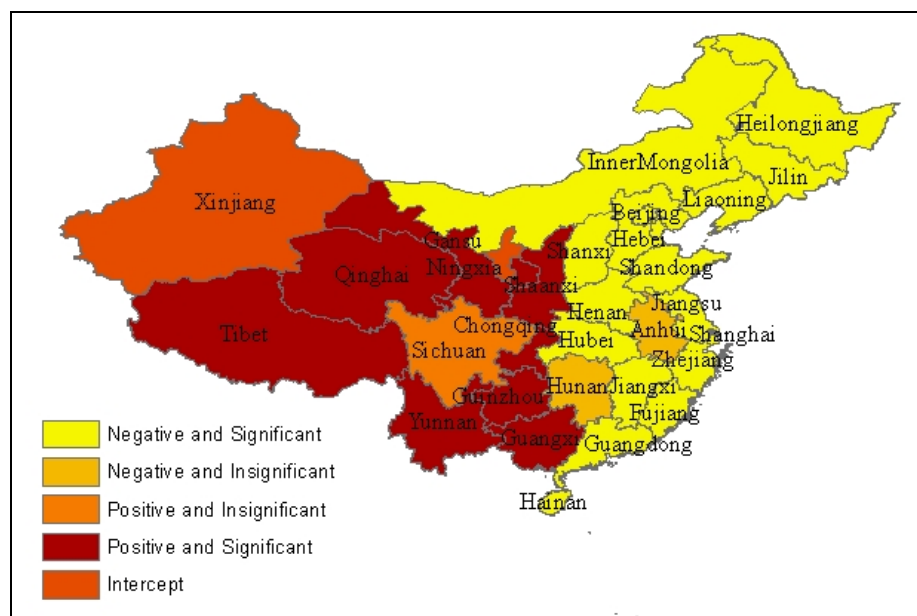 Heilongjiang
InnerMongolia
Jilin
Liaoning
Beijing
Xinjiang
Gansu
Shanxi
Hebei
Qinghai
Ningxia
Shandong
Shaanxi
Jiangsu
Henan
Tibet
Chongqing
Anhui
Shanghai
Hubei
Sichuan
Zhejiang
Hunan
Jiangxi
Guinzhou
Yunnan
Fujiang
Guangxi
Guangdong
Hainan
Negative and Significant
Negative and Insignificant
Positive and Insignificant
Positive and Significant
Intercept